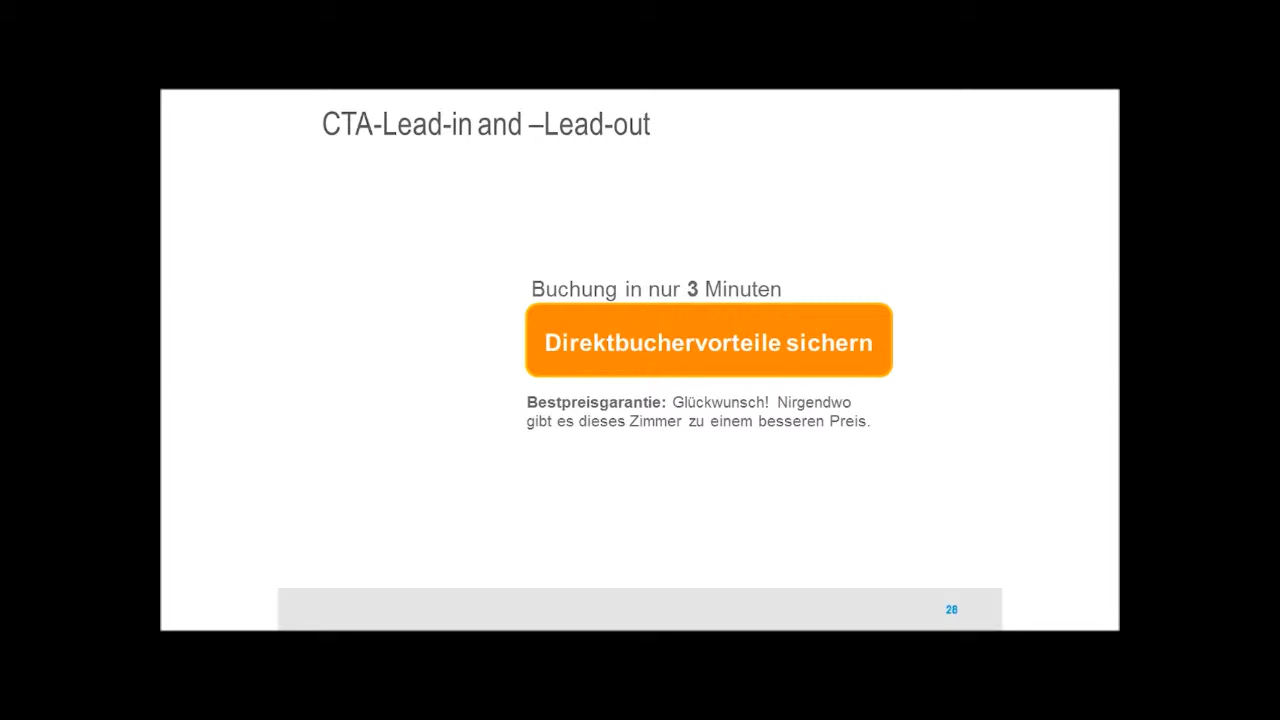 CTA-Lead-in and –Lead-out
Buchung in nur 3 Minuten
Direktbuchervorteile sichern
Bestpreisgarantie: Glückwunsch! Nirgendwo
gibt es dieses Zimmer zu einem besseren Preis.
28